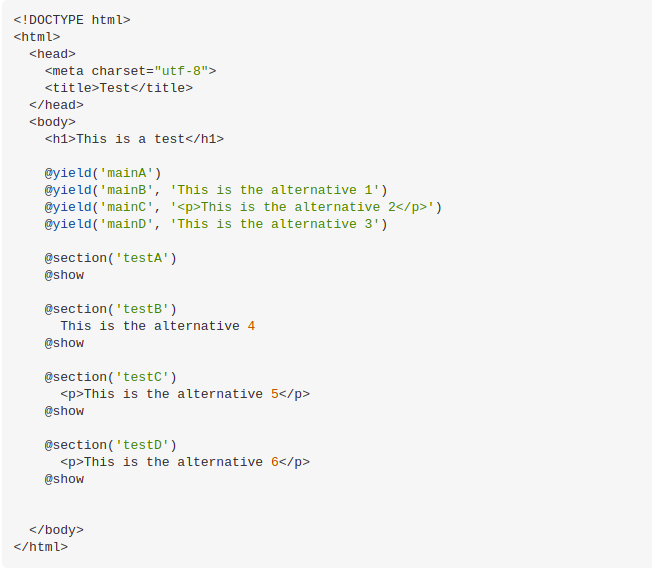 <!DOCTYPE html>
<html>
  <head>
    <meta charset="utf-8">
    <title>Test</title>
  </head>
  <body>
    <h1>This is a test</h1>

    @yield('mainA')
    @yield('mainB', 'This is the alternative 1')
    @yield('mainC', '<p>This is the alternative 2</p>')
    @yield('mainD', 'This is the alternative 3')

    @section('testA')
    @show

    @section('testB')
      This is the alternative 4
    @show

    @section('testC')
      <p>This is the alternative 5</p>
    @show

    @section('testD')
      <p>This is the alternative 6</p>
    @show


  </body>
</html>